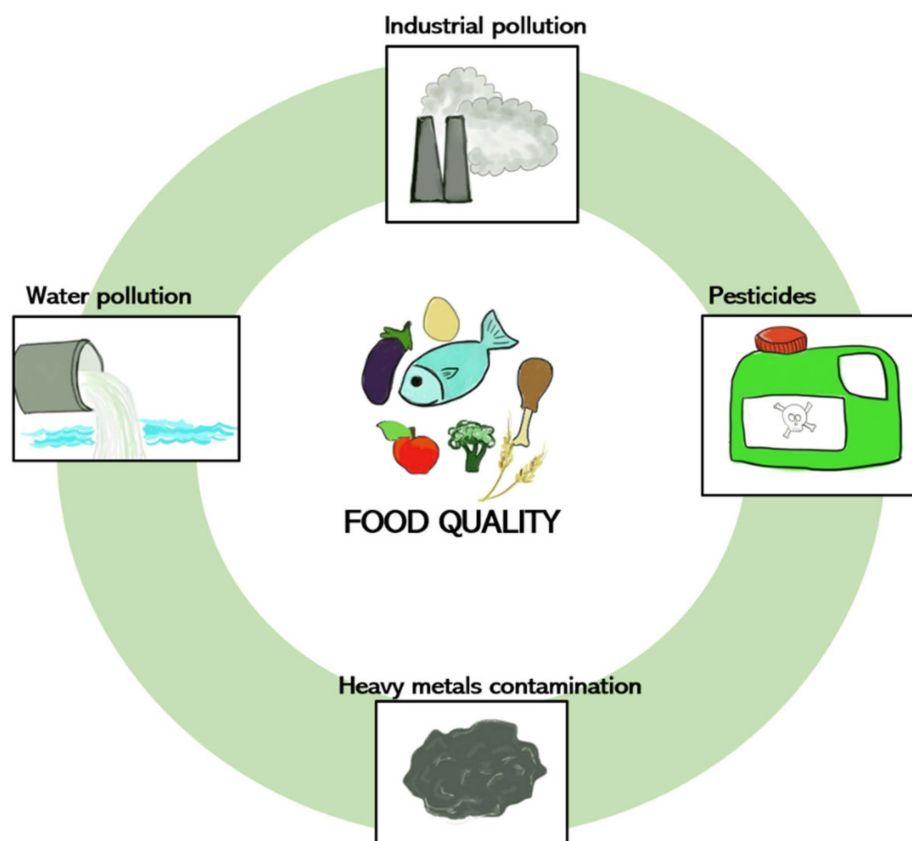 Industrial pollution
Water pollution
Pesticides
FOOD QUALITY
Heavy metals contamination